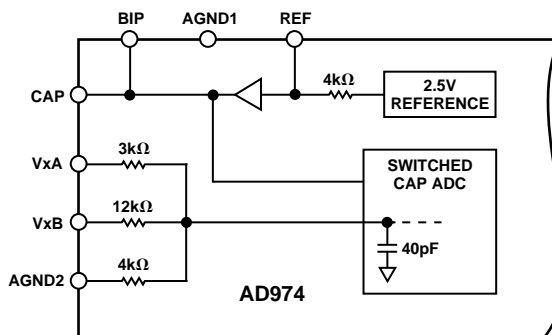 BIP
AGND1
REF
4kΩ
2.5V
REFERENCE
CAP
VxA
3kΩ
SWITCHED
CAP ADC
VxB
12kΩ
40pF
4kΩ
AGND2
AD974